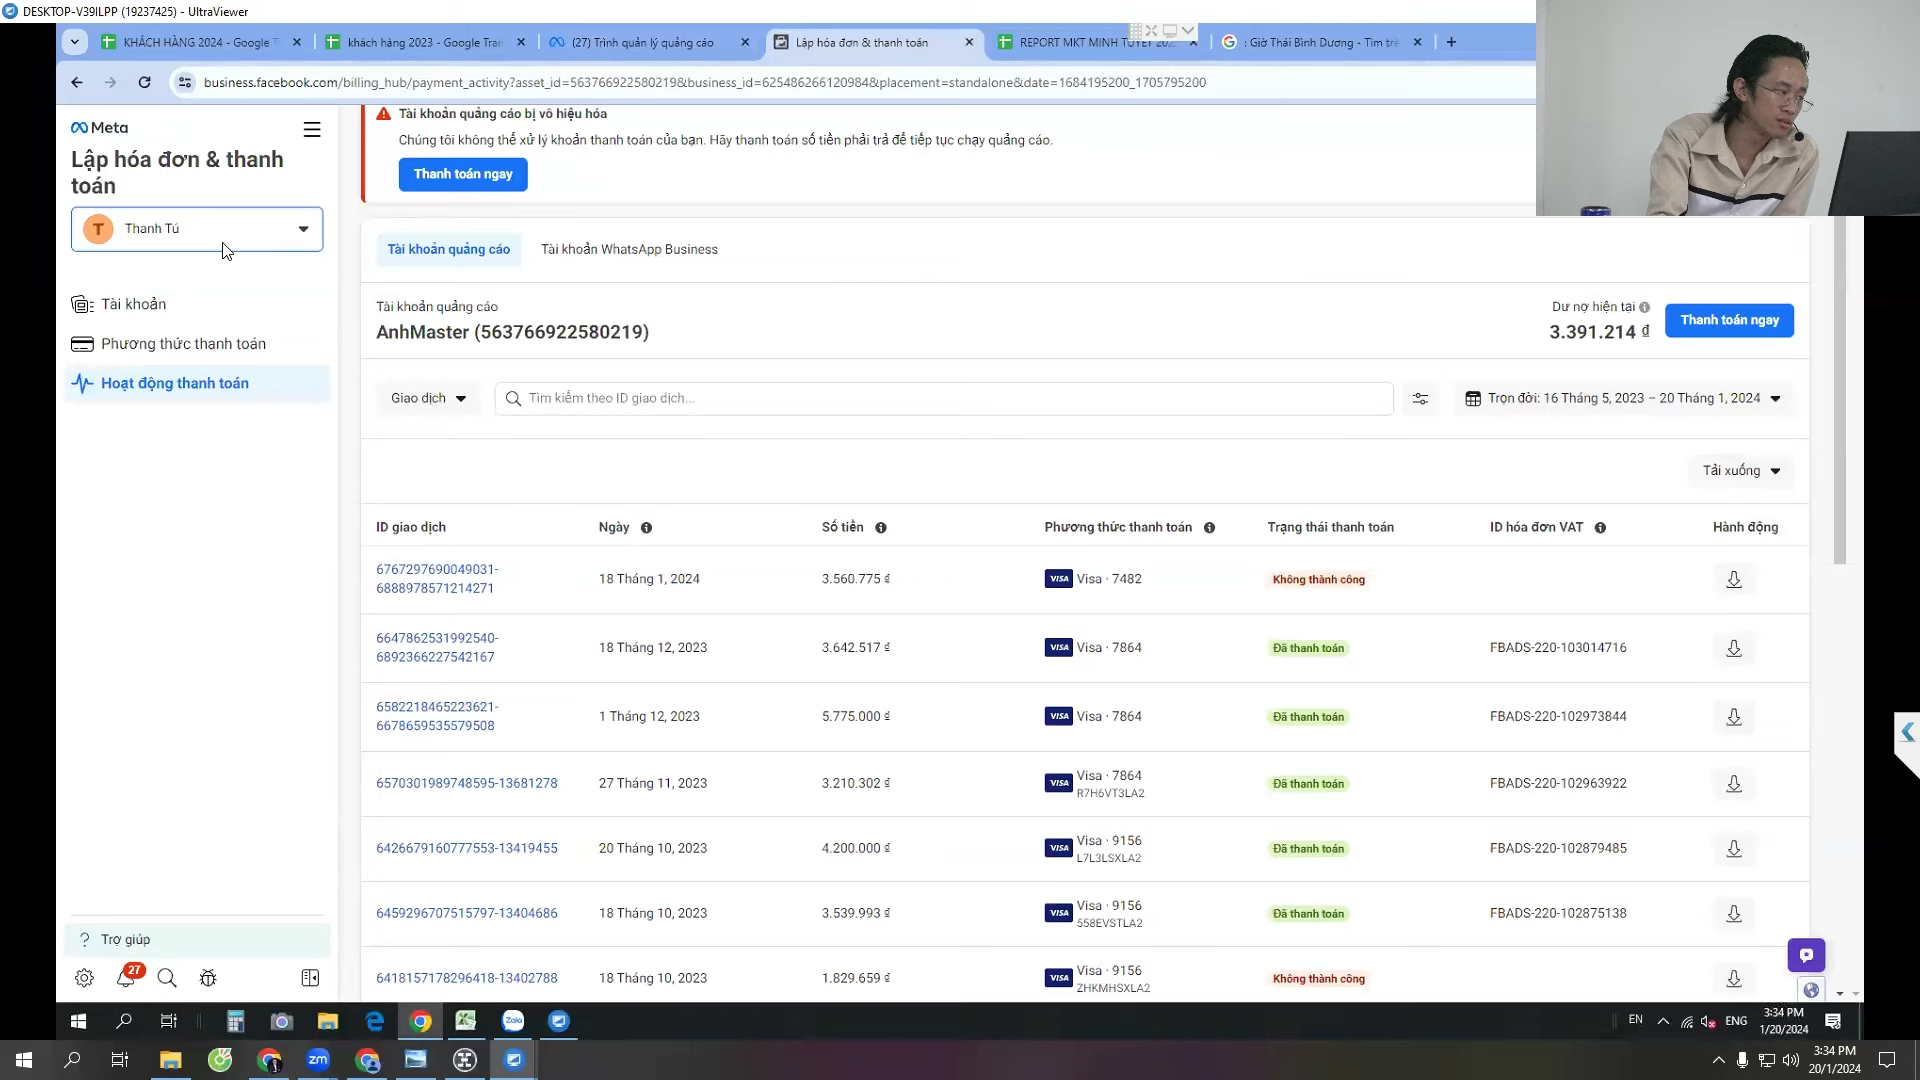 DESKTOP-V39ILPP (19237425) - UltraViewer
KHÁCH HÀNG 2024 - Google T
khách hàng 2023 - Google Tran
(27) Trình quản lý quảng cáo
Lập hóa đơn & thanh toán
REPORT MKT MINH TUYẾT 20...
: Giờ Thái Bình Dương - Tìm trê
business.facebook.com/billing_hub/payment_activity?asset_id=563766922580219&business_id=625486266120984&placement=standalone&date=1684195200_1705795200
Meta
Lập hóa đơn & thanh toán
T
Thanh Tú
Tài khoản
Phương thức thanh toán
Hoạt động thanh toán
Trợ giúp
27
Tài khoản quảng cáo bị vô hiệu hóa
Chúng tôi không thể xử lý khoản thanh toán của bạn. Hãy thanh toán số tiền phải trả để tiếp tục chạy quảng cáo.
Thanh toán ngay
Tài khoản quảng cáo
Tài khoản WhatsApp Business
Tài khoản quảng cáo
AnhMaster (563766922580219)
Dư nợ hiện tại
3.391.214 ₫
Thanh toán ngay
Giao dịch
Tìm kiếm theo ID giao dịch...
Trọn đời: 16 Tháng 5, 2023 – 20 Tháng 1, 2024
Tải xuống
ID giao dịch Ngày Số tiền Phương thức thanh toán Trạng thái thanh toán ID hóa đơn VAT Hành động
6767297690049031-
6888978571214271
18 Tháng 1, 2024 3.560.775 ₫ VISA Visa · 7482 Không thành công
6647862531992540-
6892366227542167
18 Tháng 12, 2023 3.642.517 ₫ VISA Visa · 7864 Đã thanh toán FBADS-220-103014716
6582218465223621-
6678659535579508
1 Tháng 12, 2023 5.775.000 ₫ VISA Visa · 7864 Đã thanh toán FBADS-220-102973844
6570301989748595-13681278 27 Tháng 11, 2023 3.210.302 ₫ VISA Visa · 7864 Đã thanh toán FBADS-220-102963922
R7H6VT3LA2
6426679160777553-13419455 20 Tháng 10, 2023 4.200.000 ₫ VISA Visa · 9156 Đã thanh toán FBADS-220-102879485
L7L3LSXLA2
6459296707515797-13404686 18 Tháng 10, 2023 3.539.993 ₫ VISA Visa · 9156 Đã thanh toán FBADS-220-102875138
558EVSTLA2
6418157178296418-13402788 18 Tháng 10, 2023 1.829.659 ₫ VISA Visa · 9156 Không thành công
ZHKMHSXLA2
Zalo
EN
ENG
3:34 PM
1/20/2024
zm
3:34 PM
20/1/2024